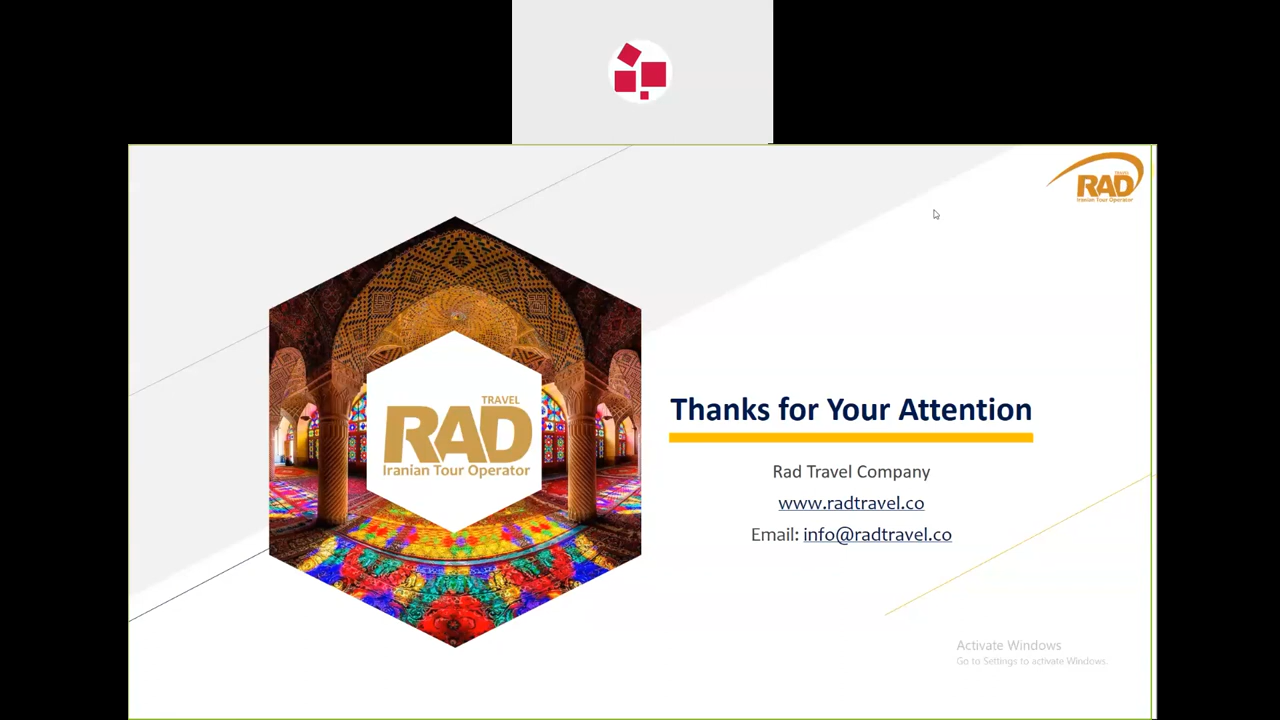 TRAVEL
RAD
Iranian Tour Operator
TRAVEL
RAD
Iranian Tour Operator
Thanks for Your Attention
Rad Travel Company
www.radtravel.co
Email: info@radtravel.co
Activate Windows
Go to Settings to activate Windows.